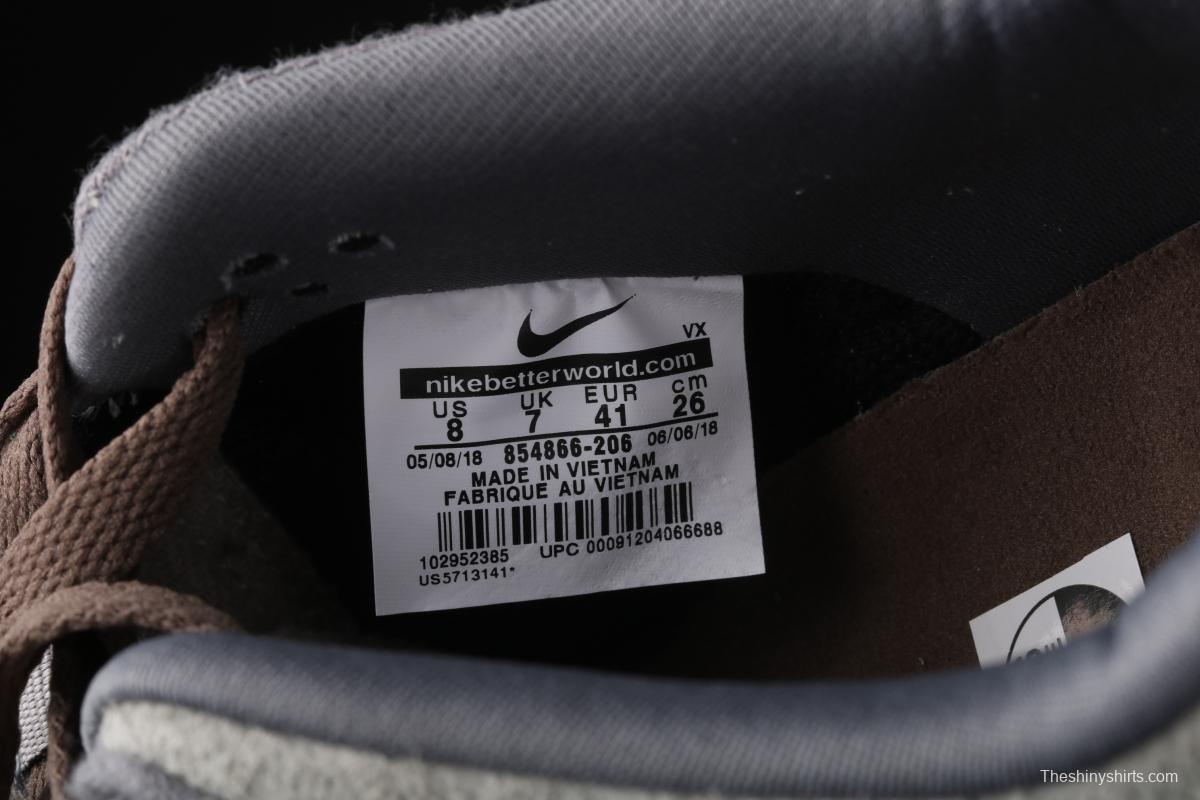 VX
nikebetterworld.com
US UK EUR cm
8 7 41 26
05/08/18 854866-206 06/06/18
MADE IN VIETNAM
FABRIQUE AU VIETNAM
102952385 UPC 00091204066688
US5713141*
Theshinyshirts.com